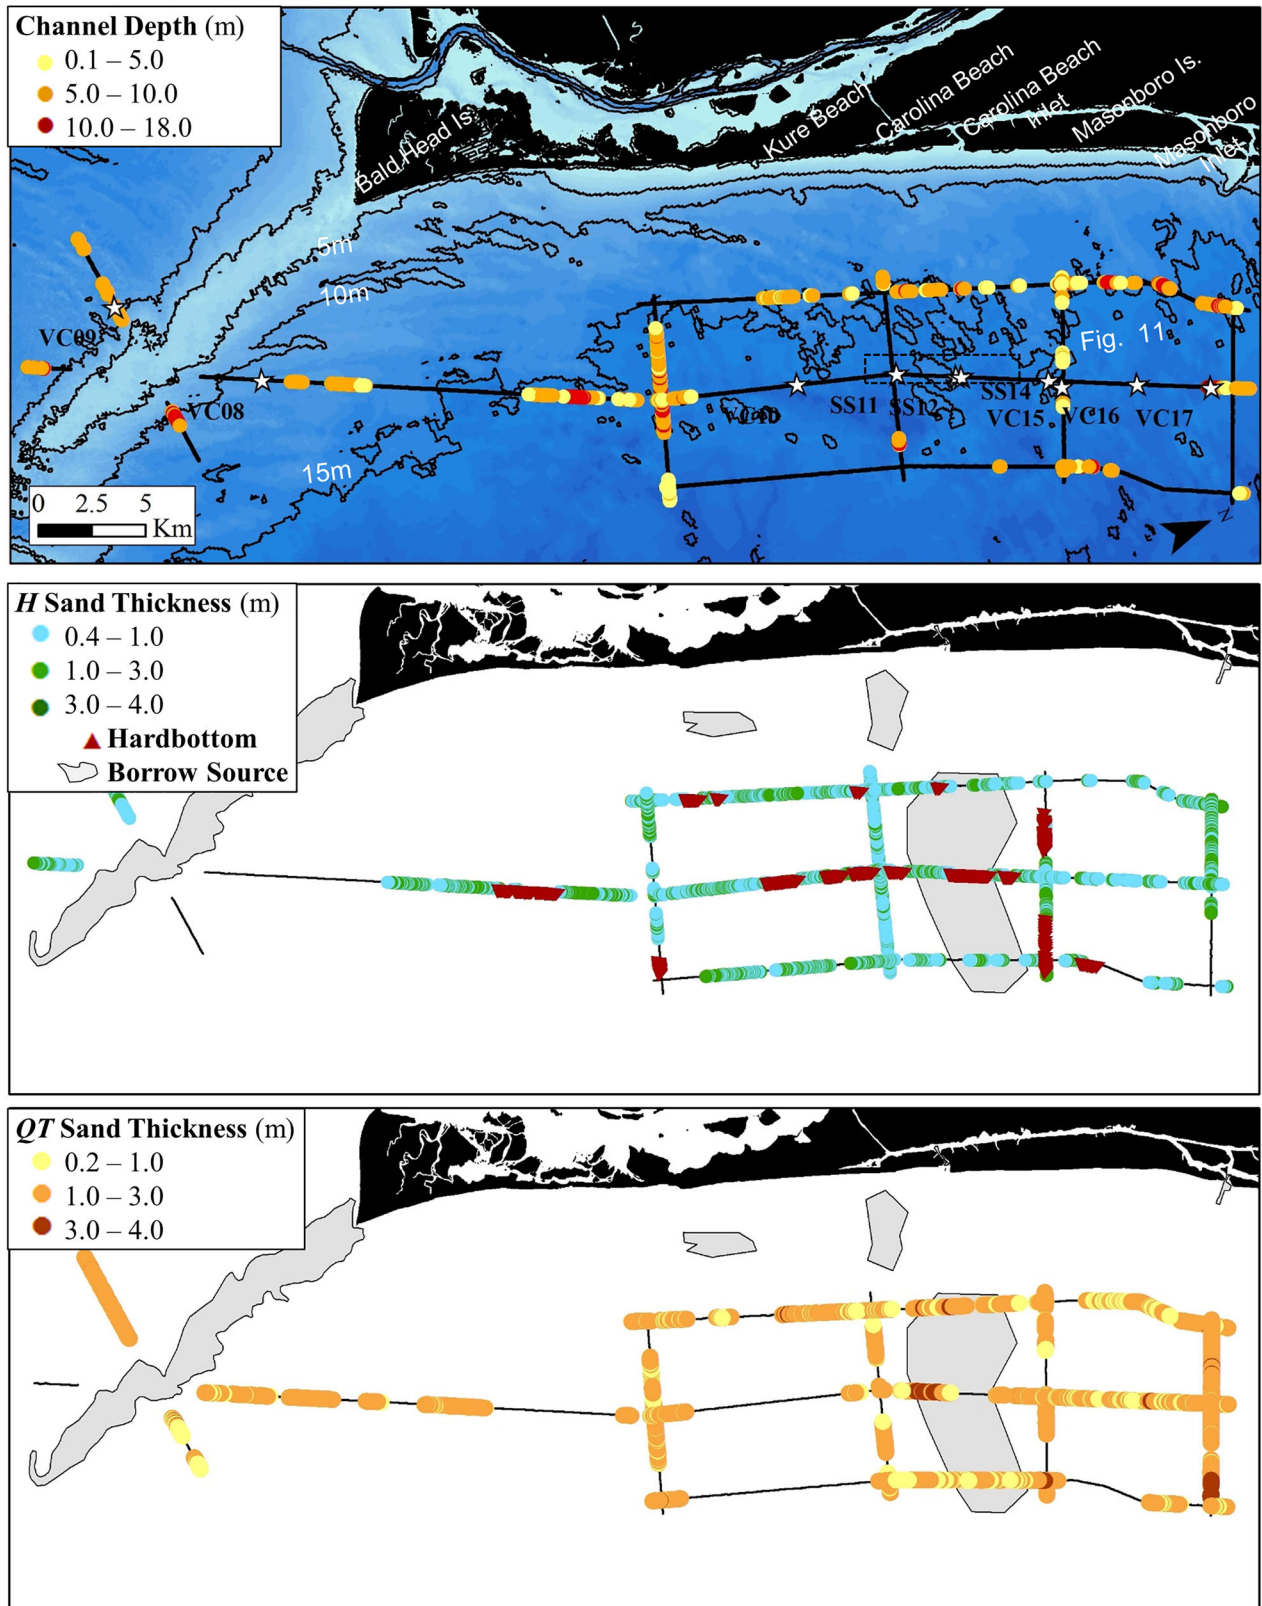 Channel Depth (m)
0.1 – 5.0
5.0 – 10.0
10.0 – 18.0
Bald Head Is.
Kure Beach
Carolina Beach
Carolina Beach
Inlet
Masonboro Is.
Masonboro
Inlet
5m
10m
15m
VC09
VC08
VC10
SS11
SS12
SS14
VC15
VC16
VC17
Fig. 11
0 2.5 5
Km
N
H Sand Thickness (m)
0.4 – 1.0
1.0 – 3.0
3.0 – 4.0
Hardbottom
Borrow Source
QT Sand Thickness (m)
0.2 – 1.0
1.0 – 3.0
3.0 – 4.0